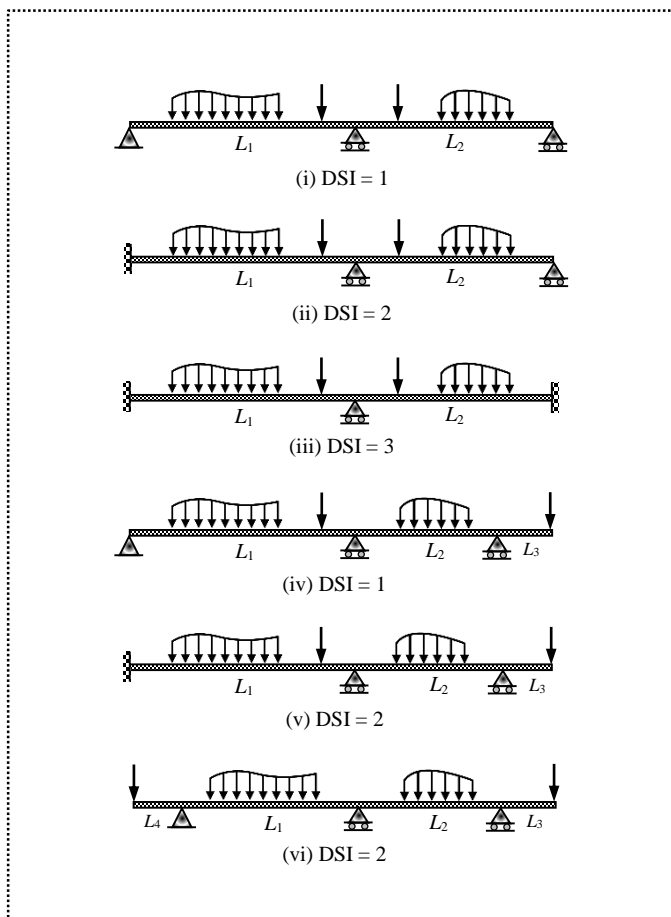 L1 L2
(i) DSI = 1
L1 L2
(ii) DSI = 2
L1 L2
(iii) DSI = 3
L1 L2 L3
(iv) DSI = 1
L1 L2 L3
(v) DSI = 2
L4 L1 L2 L3
(vi) DSI = 2